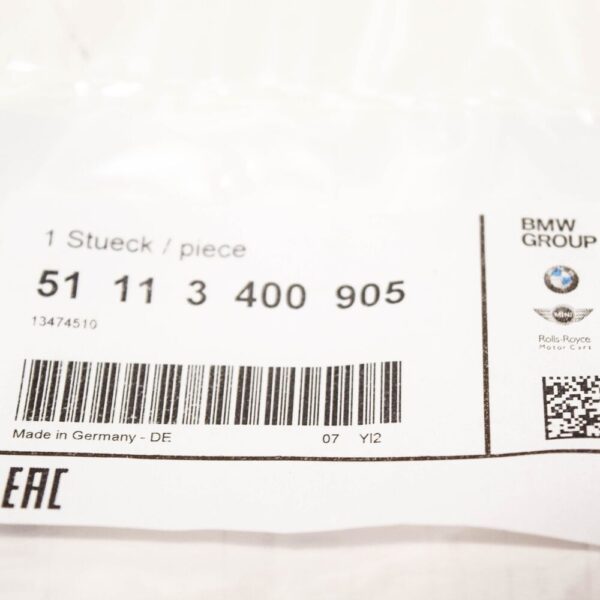 1 Stueck / piece
51 11 3 400 905
13474510
Made in Germany - DE 07 YI2
BMW
GROUP
MINI
Rolls-Royce
Motor Cars
EAC